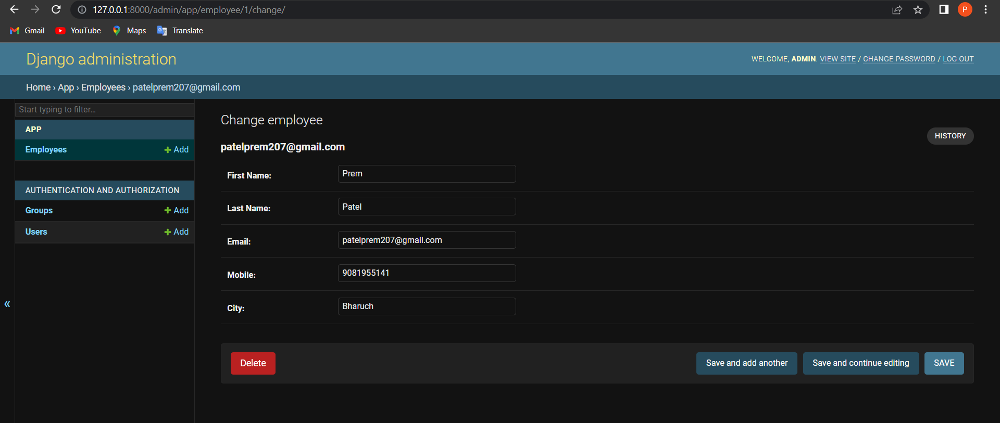 127.0.0.1:8000/admin/app/employee/1/change/
P
Gmail YouTube Maps Translate
Django administration
WELCOME, ADMIN. VIEW SITE / CHANGE PASSWORD / LOG OUT
Home › App › Employees › patelprem207@gmail.com
Start typing to filter…
APP
Employees + Add
AUTHENTICATION AND AUTHORIZATION
Groups + Add
Users + Add
«
Change employee
HISTORY
patelprem207@gmail.com
First Name: Prem
Last Name: Patel
Email: patelprem207@gmail.com
Mobile: 9081955141
City: Bharuch
Delete Save and add another Save and continue editing SAVE